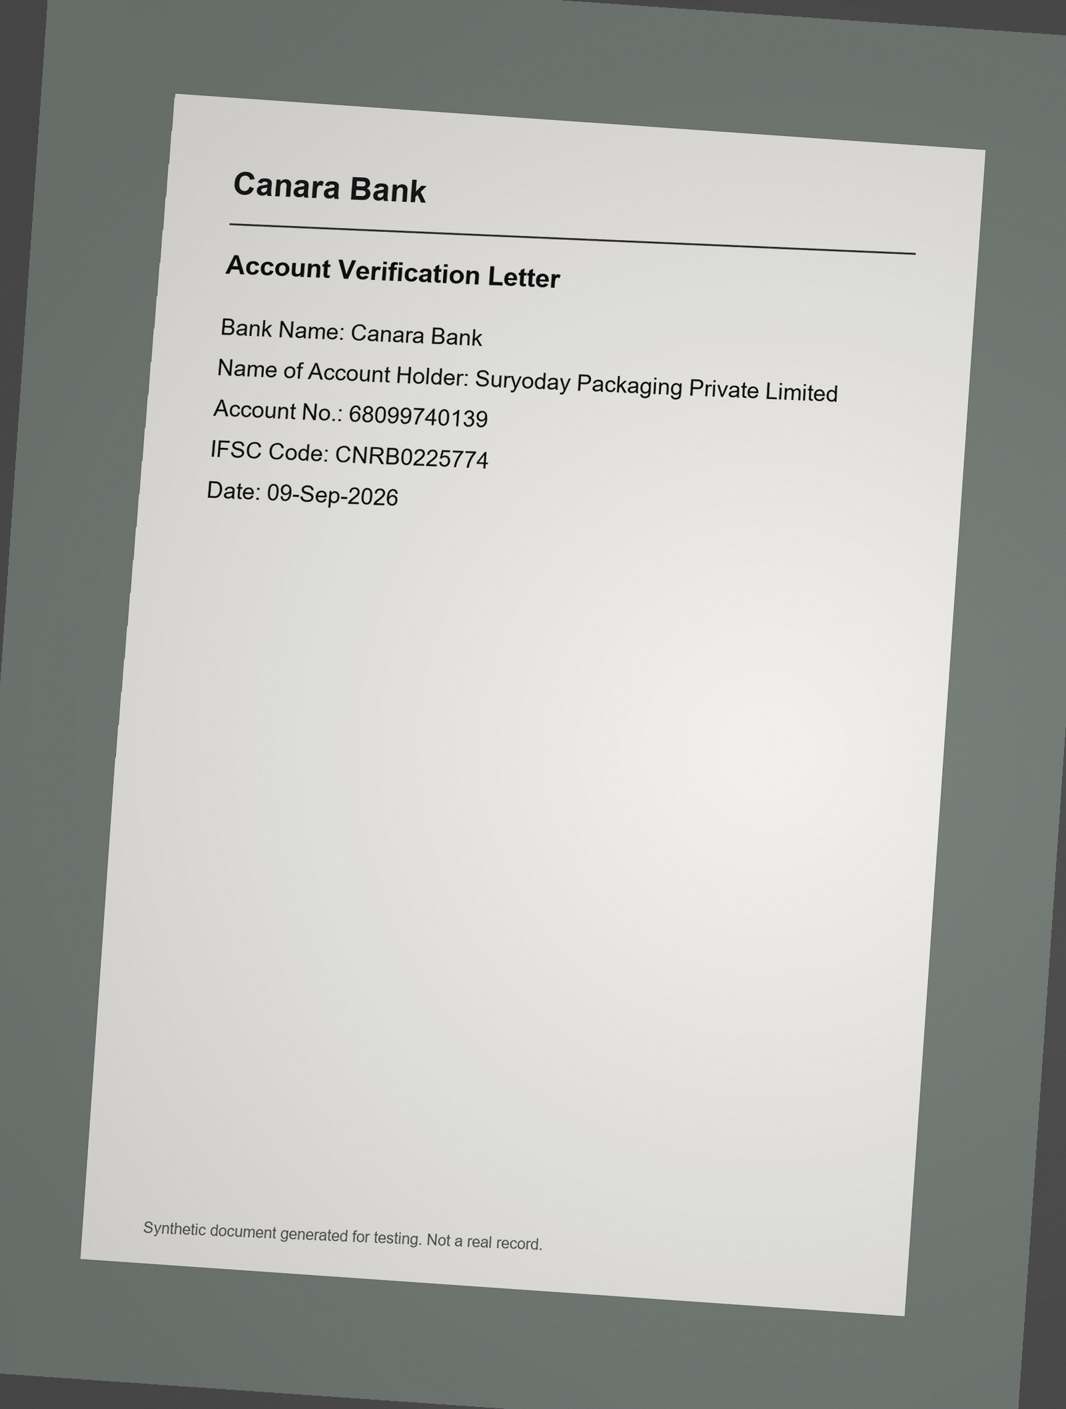 Canara Bank
Account Verification Letter
Bank Name: Canara Bank
Name of Account Holder: Suryoday Packaging Private Limited
Account No.: 68099740139
IFSC Code: CNRB0225774
Date: 09-Sep-2026
Synthetic document generated for testing. Not a real record.